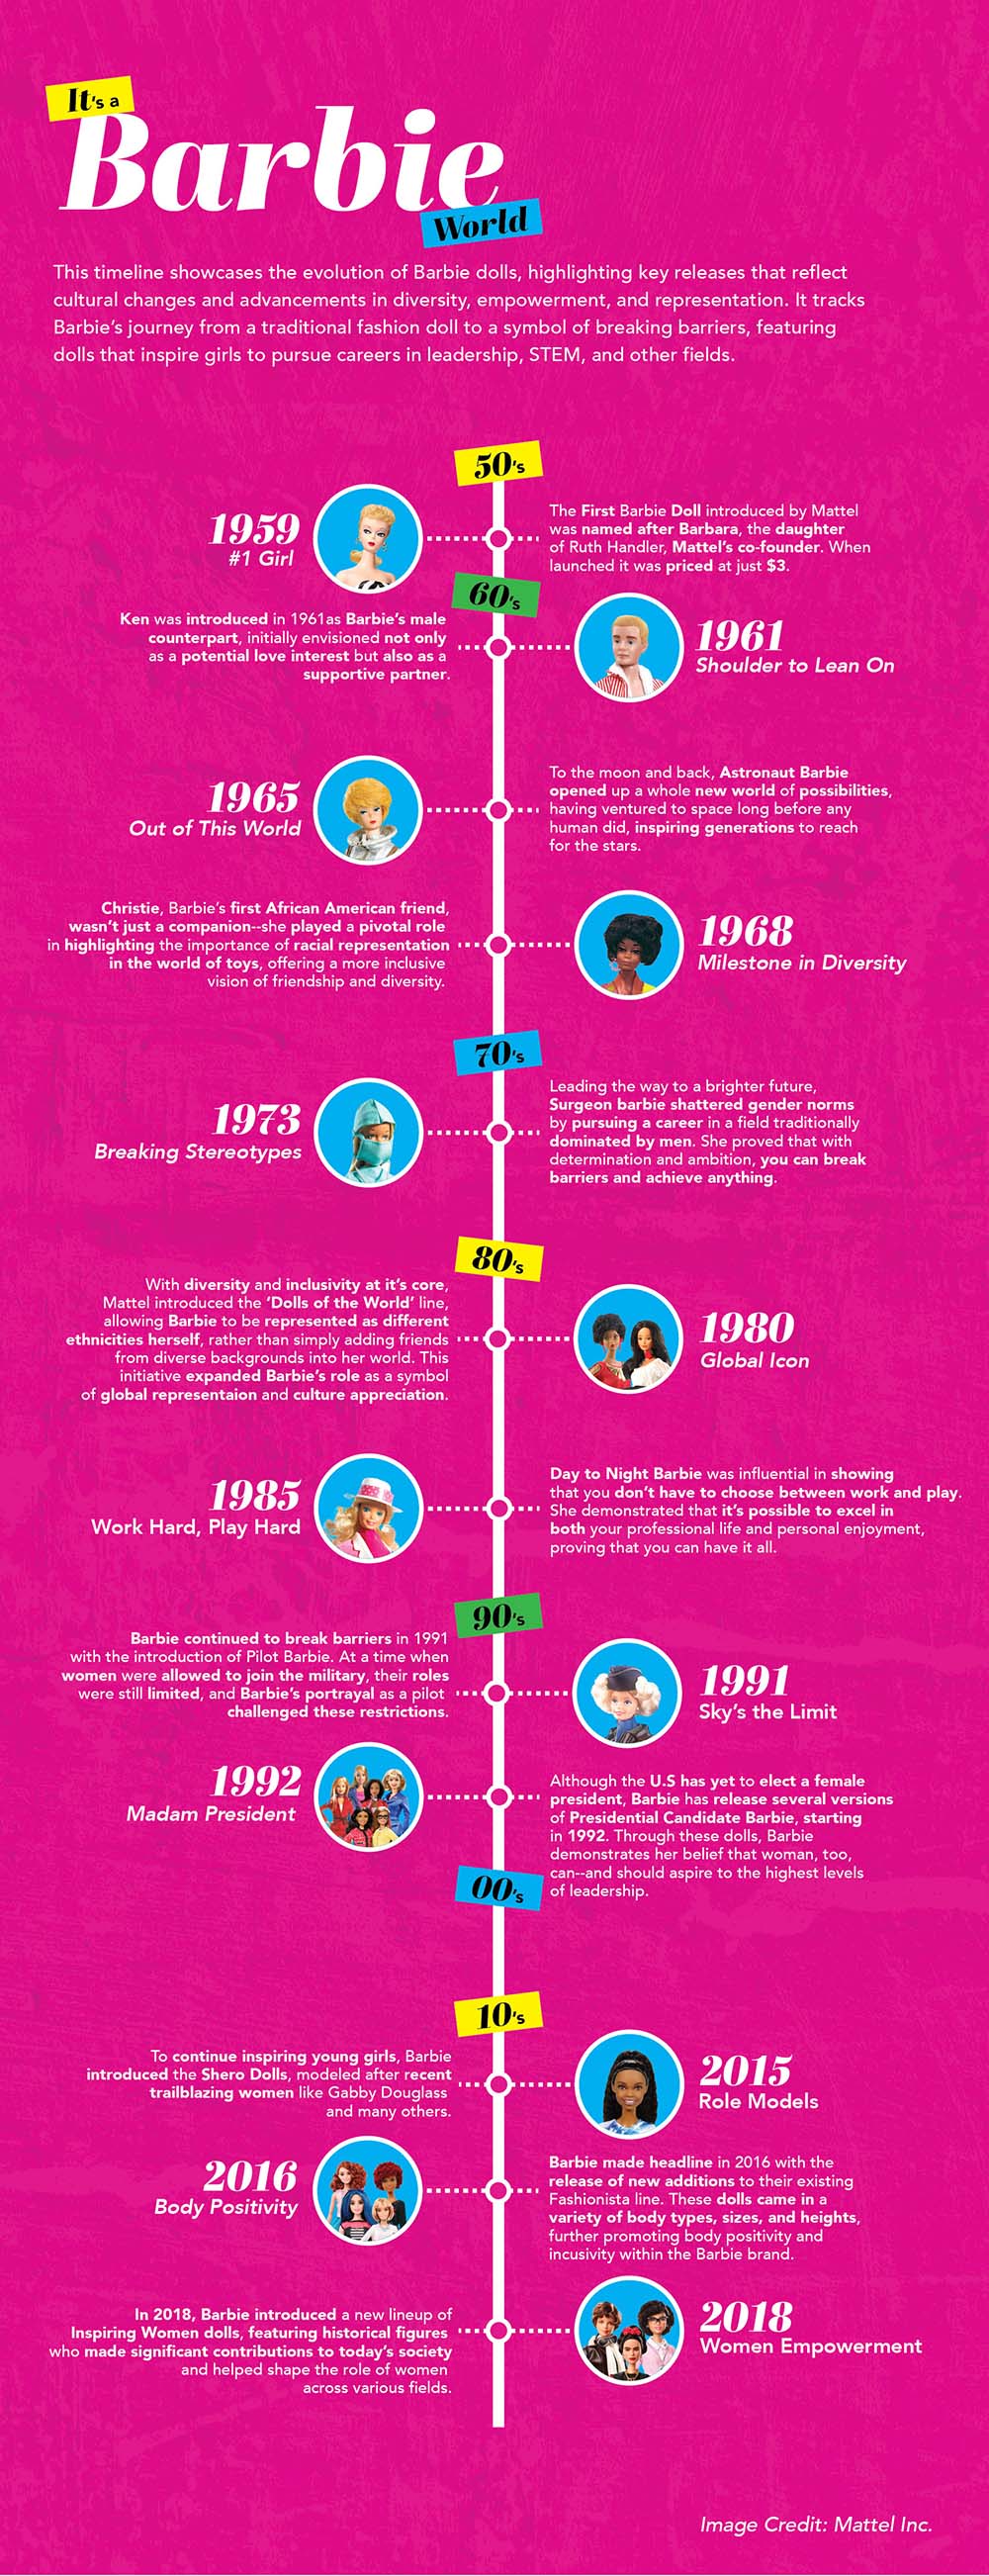 It's a
Barbie
World
This timeline showcases the evolution of Barbie dolls, highlighting key releases that reflect
cultural changes and advancements in diversity, empowerment, and representation. It tracks
Barbie's journey from a traditional fashion doll to a symbol of breaking barriers, featuring
dolls that inspire girls to pursue careers in leadership, STEM, and other fields.
50's
1959
#1 Girl
The First Barbie Doll introduced by Mattel
was named after Barbara, the daughter
of Ruth Handler, Mattel's co-founder. When
launched it was priced at just $3.
60's
Ken was introduced in 1961as Barbie's male
counterpart, initially envisioned not only
as a potential love interest but also as a
supportive partner.
1961
Shoulder to Lean On
1965
Out of This World
To the moon and back, Astronaut Barbie
opened up a whole new world of possibilities,
having ventured to space long before any
human did, inspiring generations to reach
for the stars.
Christie, Barbie's first African American friend,
wasn't just a companion--she played a pivotal role
in highlighting the importance of racial representation
in the world of toys, offering a more inclusive
vision of friendship and diversity.
1968
Milestone in Diversity
70's
1973
Breaking Stereotypes
Leading the way to a brighter future,
Surgeon barbie shattered gender norms
by pursuing a career in a field traditionally
dominated by men. She proved that with
determination and ambition, you can break
barriers and achieve anything.
80's
With diversity and inclusivity at it's core,
Mattel introduced the 'Dolls of the World' line,
allowing Barbie to be represented as different
ethnicities herself, rather than simply adding friends
from diverse backgrounds into her world. This
initiative expanded Barbie's role as a symbol
of global representaion and culture appreciation.
1980
Global Icon
1985
Work Hard, Play Hard
Day to Night Barbie was influential in showing
that you don't have to choose between work and play.
She demonstrated that it's possible to excel in
both your professional life and personal enjoyment,
proving that you can have it all.
90's
Barbie continued to break barriers in 1991
with the introduction of Pilot Barbie. At a time when
women were allowed to join the military, their roles
were still limited, and Barbie's portrayal as a pilot
challenged these restrictions.
1991
Sky's the Limit
1992
Madam President
Although the U.S has yet to elect a female
president, Barbie has release several versions
of Presidential Candidate Barbie, starting
in 1992. Through these dolls, Barbie
demonstrates her belief that woman, too,
can--and should aspire to the highest levels
of leadership.
00's
10's
To continue inspiring young girls, Barbie
introduced the Shero Dolls, modeled after recent
trailblazing women like Gabby Douglass
and many others.
2015
Role Models
2016
Body Positivity
Barbie made headline in 2016 with the
release of new additions to their existing
Fashionista line. These dolls came in a
variety of body types, sizes, and heights,
further promoting body positivity and
incusivity within the Barbie brand.
In 2018, Barbie introduced a new lineup of
Inspiring Women dolls, featuring historical figures
who made significant contributions to today's society
and helped shape the role of women
across various fields.
2018
Women Empowerment
Image Credit: Mattel Inc.